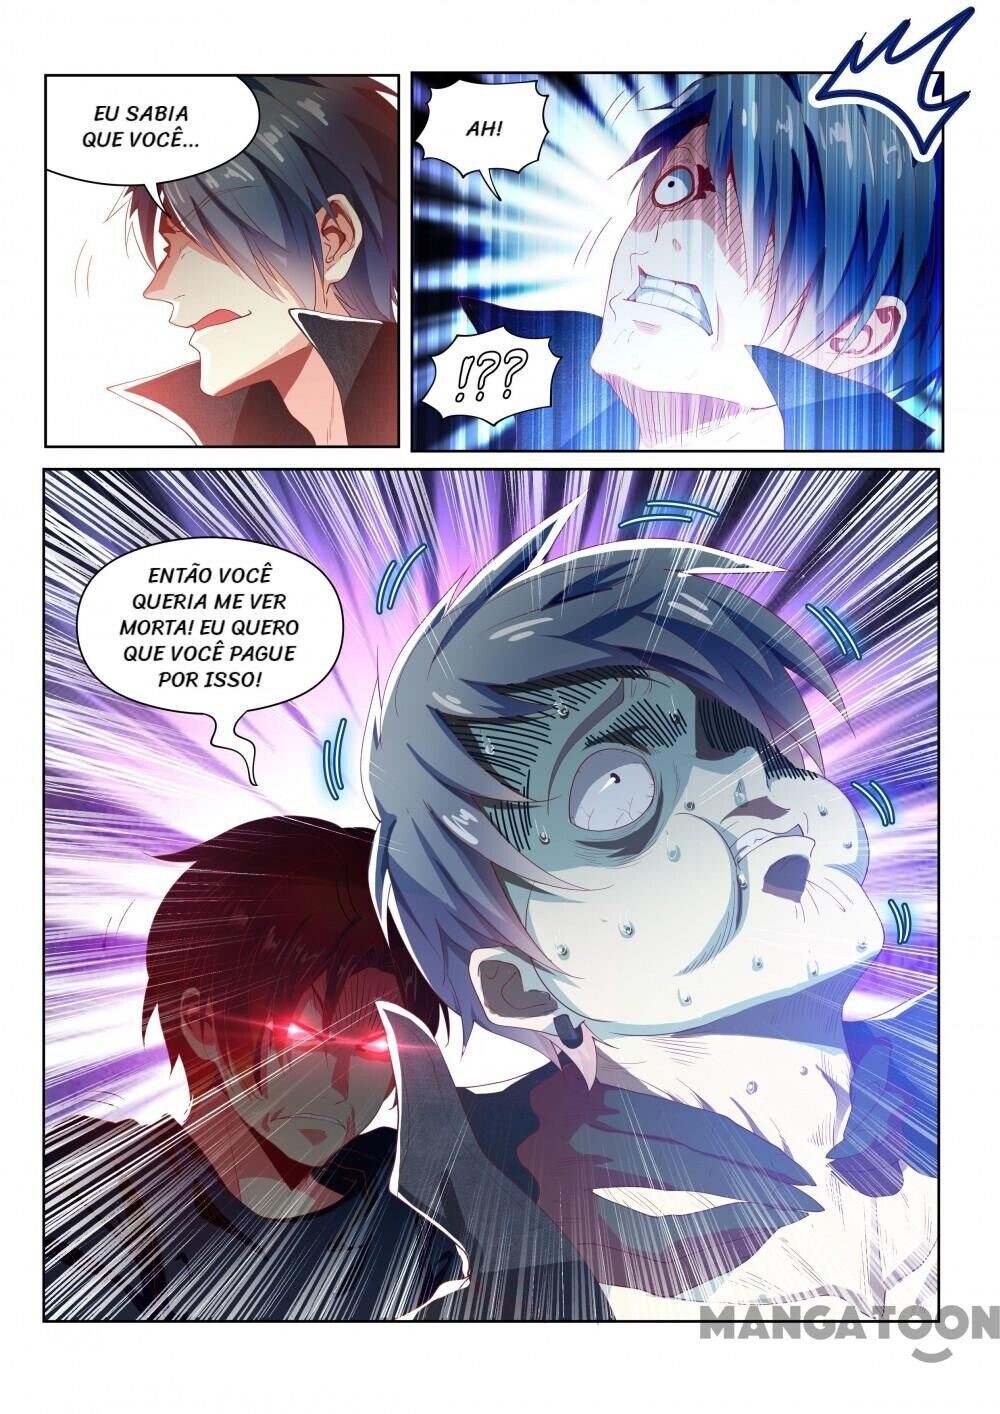 EU SABIA
QUE VOCÊ...
AH!
!??
ENTÃO VOCÊ
QUERIA ME VER
MORTA! EU QUERO
QUE VOCÊ PAGUE
POR ISSO!
MANGATOON